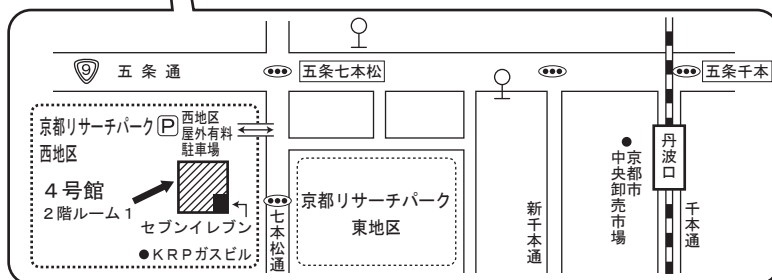 9
五条通
五条七本松
五条千本
京都リサーチパーク
西地区
P
西地区
屋外有料
駐車場
4号館
2階ルーム1
セブンイレブン
●KRPガスビル
七本松通
京都リサーチパーク
東地区
新千本通
●京都市
中央卸売市場
丹波口
千本通